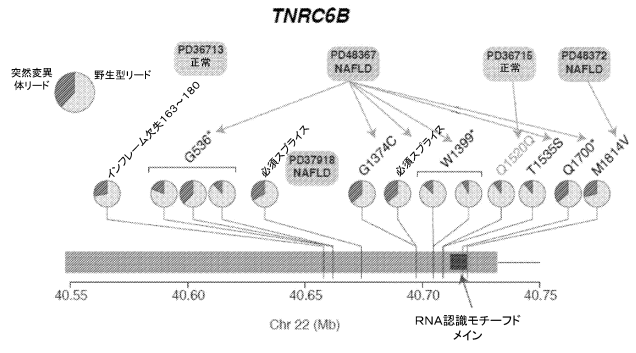 TNRC6B
PD36713
正常
PD48367
NAFLD
PD36715
正常
PD48372
NAFLD
突然変異
体リード
野生型リード
インフレーム欠失163～180
G536*
必須スプライス
PD37918
NAFLD
G1374C
必須スプライス
W1399*
Q1520Q
T1535S
Q1700*
M1814V
40.55
40.60
40.65
40.70
40.75
Chr 22 (Mb)
RNA認識モチーフド
メイン